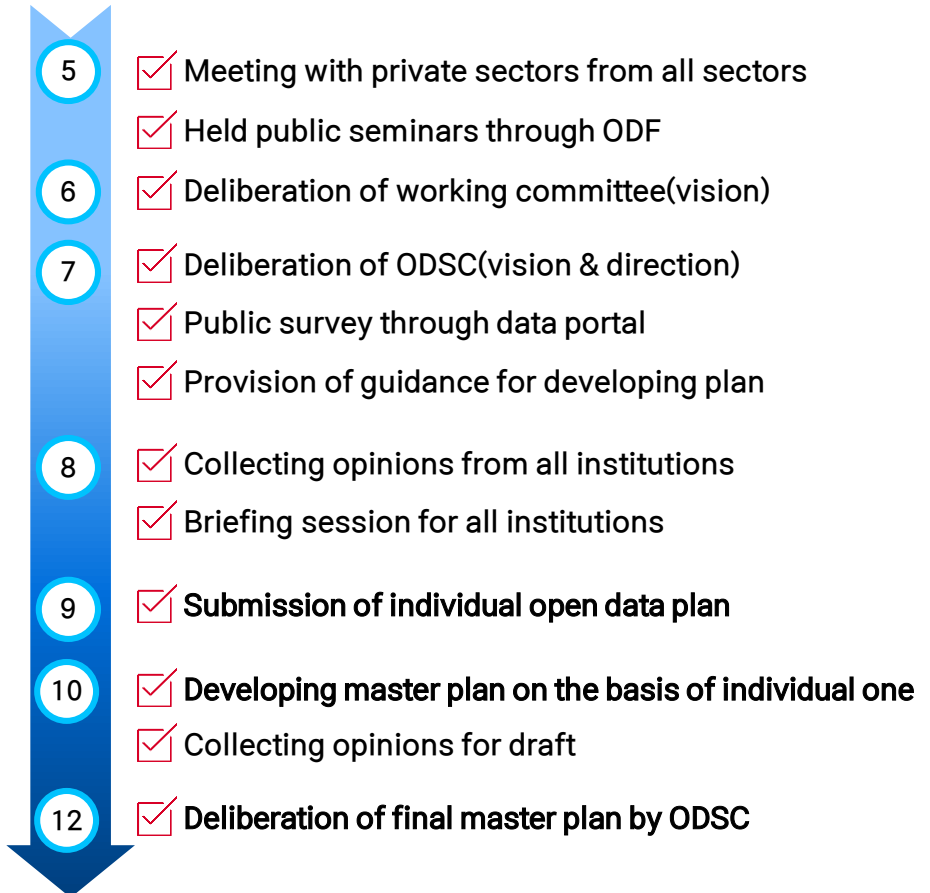 5
Meeting with private sectors from all sectors
Held public seminars through ODF
6
Deliberation of working committee(vision)
7
Deliberation of ODSC(vision & direction)
Public survey through data portal
Provision of guidance for developing plan
8
Collecting opinions from all institutions
Briefing session for all institutions
9
Submission of individual open data plan
10
Developing master plan on the basis of individual one
Collecting opinions for draft
12
Deliberation of final master plan by ODSC